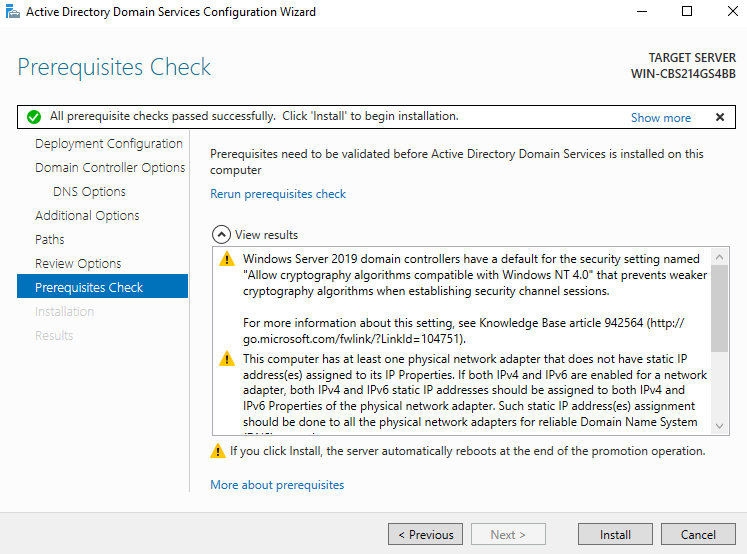 Active Directory Domain Services Configuration Wizard
Prerequisites Check
TARGET SERVER
WIN-CBS214GS4BB
All prerequisite checks passed successfully.  Click 'Install' to begin installation.
Show more
Deployment Configuration
Domain Controller Options
DNS Options
Additional Options
Paths
Review Options
Prerequisites Check
Installation
Results
Prerequisites need to be validated before Active Directory Domain Services is installed on this
computer
Rerun prerequisites check
View results
Windows Server 2019 domain controllers have a default for the security setting named
"Allow cryptography algorithms compatible with Windows NT 4.0" that prevents weaker
cryptography algorithms when establishing security channel sessions.
For more information about this setting, see Knowledge Base article 942564 (http://
go.microsoft.com/fwlink/?LinkId=104751).
This computer has at least one physical network adapter that does not have static IP
address(es) assigned to its IP Properties. If both IPv4 and IPv6 are enabled for a network
adapter, both IPv4 and IPv6 static IP addresses should be assigned to both IPv4 and
IPv6 Properties of the physical network adapter. Such static IP address(es) assignment
should be done to all the physical network adapters for reliable Domain Name System
If you click Install, the server automatically reboots at the end of the promotion operation.
More about prerequisites
< Previous
Next >
Install
Cancel